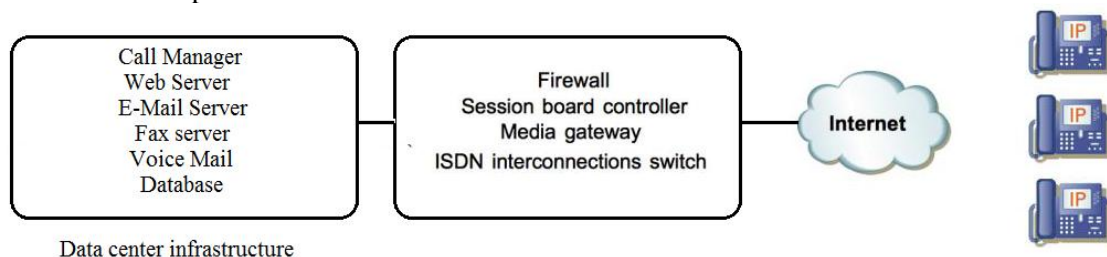 Call Manager
Web Server
E-Mail Server
Fax server
Voice Mail
Database
Data center infrastructure
Firewall
Session board controller
Media gateway
ISDN interconnections switch
Internet
IP
IP
IP